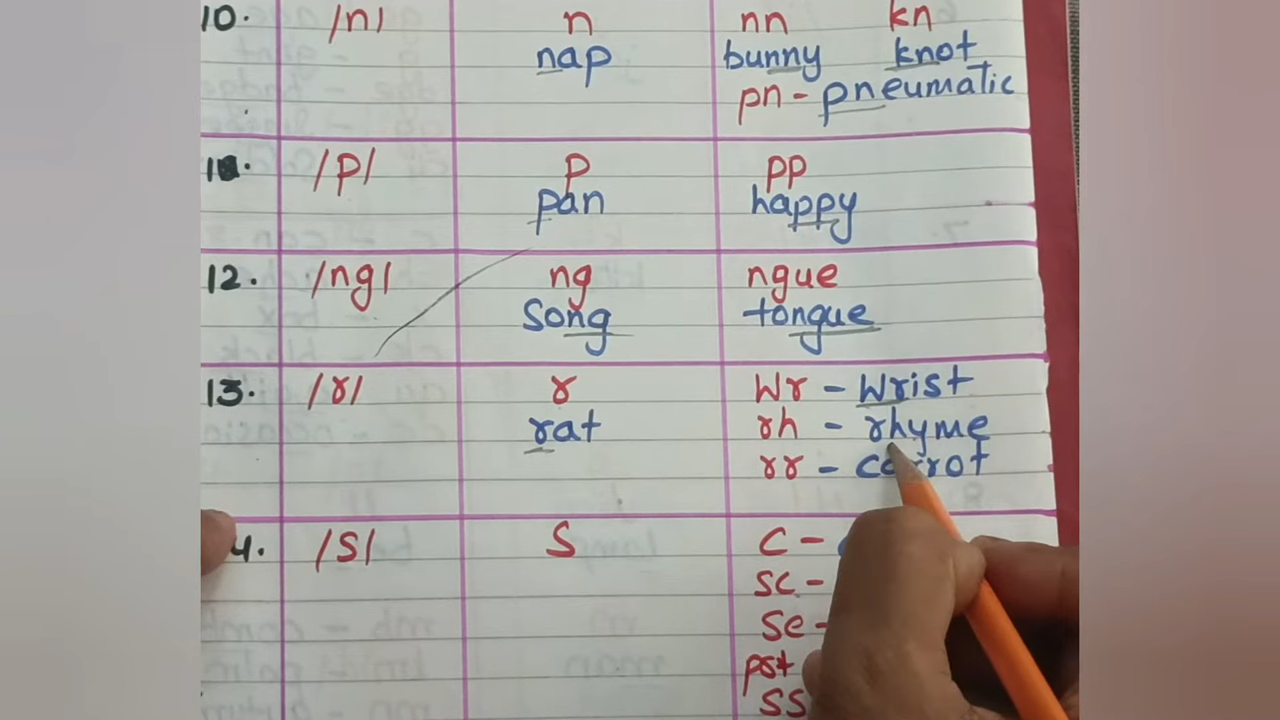 10. /n/ n nn kn
nap bunny knot
pn - pneumatic
11. /p/ p pp
pan happy
12. /ng/ ng ngue
song tongue
13. /r/ r wr - wrist
rat rh - rhyme
rr - carrot
4. /s/ s c -
sc -
se -
pst
ss